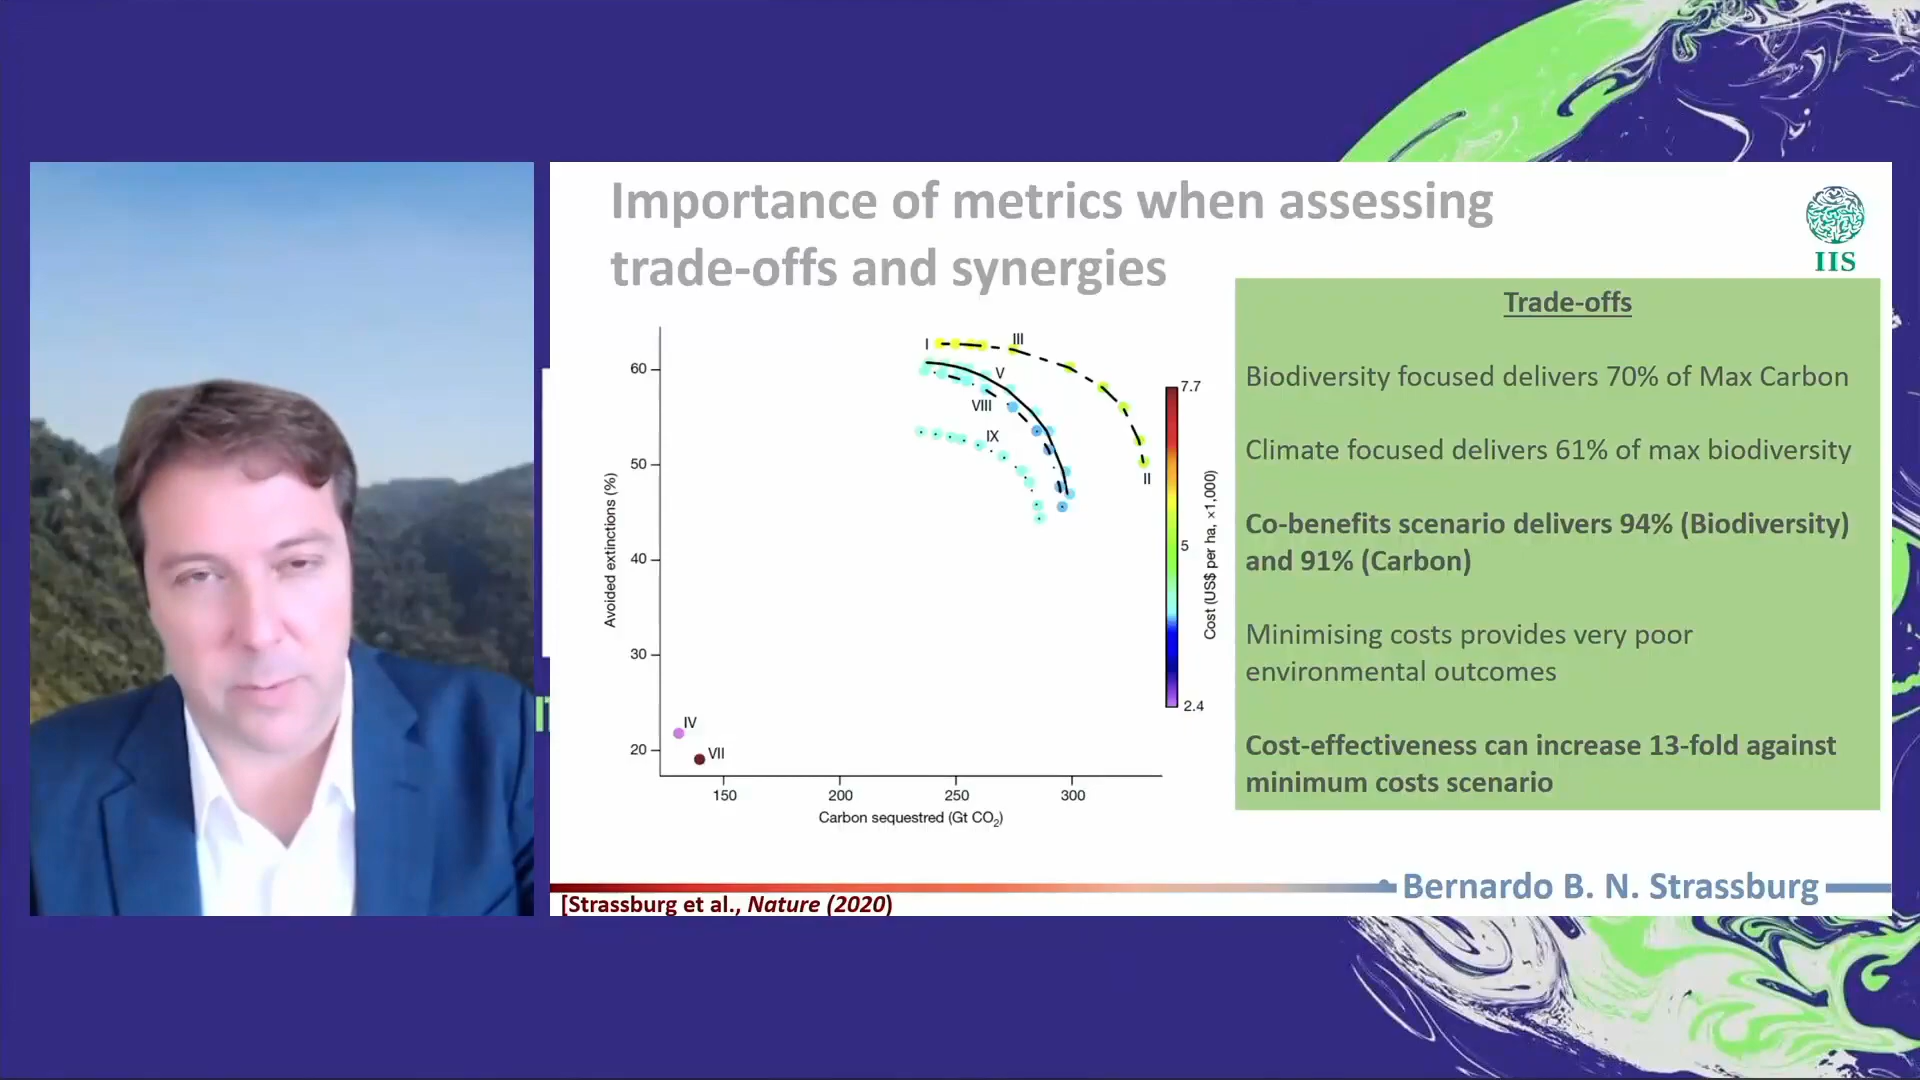 Importance of metrics when assessing
trade-offs and synergies
IIS
I
III
V
VIII
IX
II
IV
VII
60
50
40
30
20
Avoided extinctions (%)
150
200
250
300
Carbon sequestred (Gt CO₂)
7.7
5
2.4
Cost (US$ per ha, ×1,000)
Trade-offs
Biodiversity focused delivers 70% of Max Carbon
Climate focused delivers 61% of max biodiversity
Co-benefits scenario delivers 94% (Biodiversity)
and 91% (Carbon)
Minimising costs provides very poor
environmental outcomes
Cost-effectiveness can increase 13-fold against
minimum costs scenario
Bernardo B. N. Strassburg
[Strassburg et al., Nature (2020)